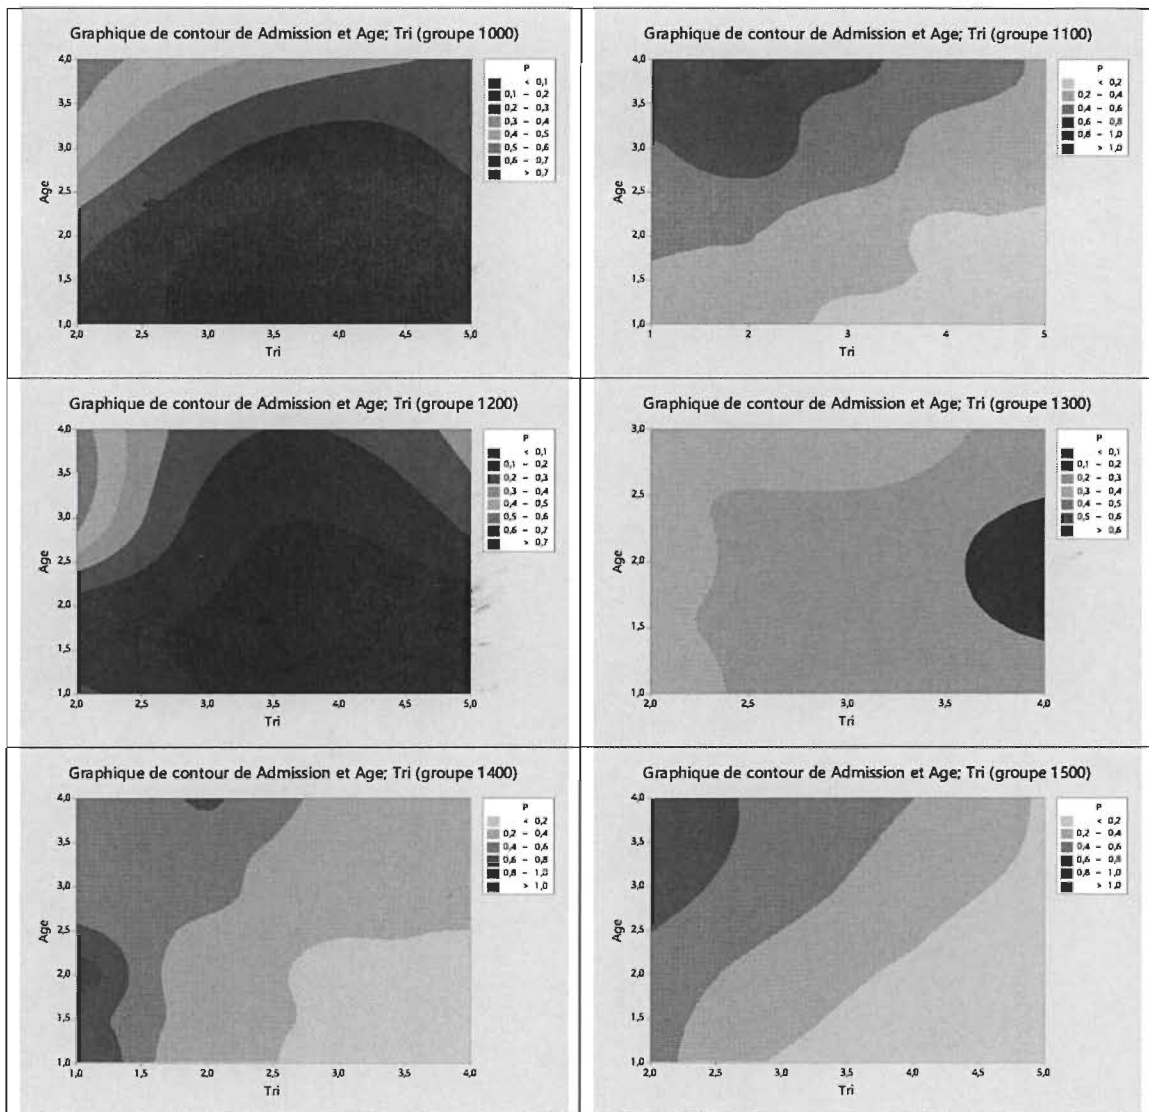 Graphique de contour de Admission et Age; Tri (groupe 1000)
P
< 0,1
0,1 – 0,2
0,2 – 0,3
0,3 – 0,4
0,4 – 0,5
0,5 – 0,6
0,6 – 0,7
> 0,7
Age
4,0
3,5
3,0
2,5
2,0
1,5
1,0
2,0 2,5 3,0 3,5 4,0 4,5 5,0
Tri
Graphique de contour de Admission et Age; Tri (groupe 1100)
P
< 0,2
0,2 – 0,4
0,4 – 0,6
0,6 – 0,8
0,8 – 1,0
> 1,0
Age
4,0
3,5
3,0
2,5
2,0
1,5
1,0
1 2 3 4 5
Tri
Graphique de contour de Admission et Age; Tri (groupe 1200)
P
< 0,1
0,1 – 0,2
0,2 – 0,3
0,3 – 0,4
0,4 – 0,5
0,5 – 0,6
0,6 – 0,7
> 0,7
Age
4,0
3,5
3,0
2,5
2,0
1,5
1,0
2,0 2,5 3,0 3,5 4,0 4,5 5,0
Tri
Graphique de contour de Admission et Age; Tri (groupe 1300)
P
< 0,1
0,1 – 0,2
0,2 – 0,3
0,3 – 0,4
0,4 – 0,5
0,5 – 0,6
> 0,6
Age
3,0
2,5
2,0
1,5
1,0
2,0 2,5 3,0 3,5 4,0
Tri
Graphique de contour de Admission et Age; Tri (groupe 1400)
P
< 0,2
0,2 – 0,4
0,4 – 0,6
0,6 – 0,8
0,8 – 1,0
> 1,0
Age
4,0
3,5
3,0
2,5
2,0
1,5
1,0
1,0 1,5 2,0 2,5 3,0 3,5 4,0
Tri
Graphique de contour de Admission et Age; Tri (groupe 1500)
P
< 0,2
0,2 – 0,4
0,4 – 0,6
0,6 – 0,8
0,8 – 1,0
> 1,0
Age
4,0
3,5
3,0
2,5
2,0
1,5
1,0
2,0 2,5 3,0 3,5 4,0 4,5 5,0
Tri